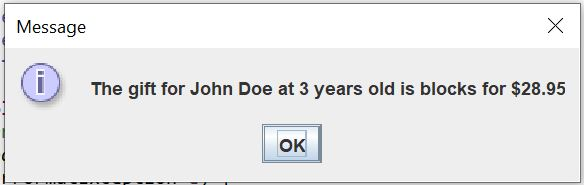 Message
The gift for John Doe at 3 years old is blocks for $28.95
OK